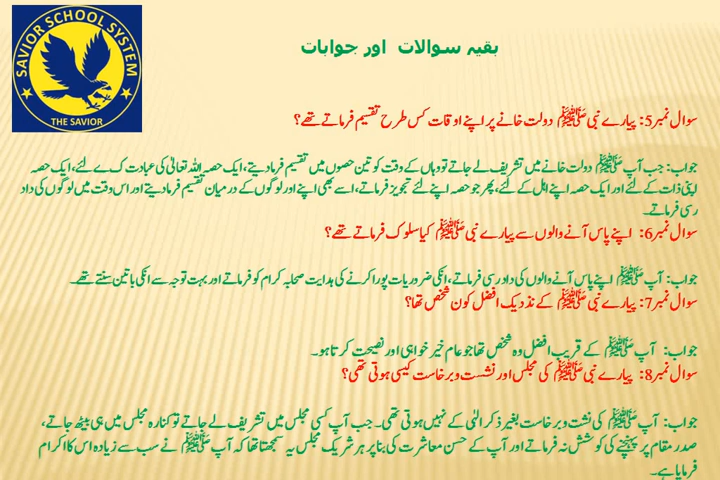 SAVIOR SCHOOL SYSTEM
THE SAVIOR
بقیہ سوالات اور جوابات
سوال نمبر5: پیارے نبی ﷺ دولت خانے پر اپنے اوقات کس طرح تقسیم فرماتے تھے؟
جواب: جب آپ ﷺ دولت خانے میں تشریف لے جاتے تو وہاں کے وقت کو تین حصوں میں تقسیم فرما دیتے، ایک حصہ اللہ تعالیٰ کی عبادت کے لئے، ایک حصہ
اپنی ذات کے لئے اور ایک حصہ اپنے اہل کے لئے، پھر جو حصہ اپنے لئے تجویز فرماتے، اسے بھی اپنے اور لوگوں کے درمیان تقسیم فرما دیتے اور اس وقت میں لوگوں کی داد
رسی فرماتے۔
سوال نمبر6: اپنے پاس آنے والوں سے پیارے نبی ﷺ کیا سلوک فرماتے تھے؟
جواب: آپ ﷺ اپنے پاس آنے والوں کی داد رسی فرماتے، انکی ضروریات پورا کرنے کی ہدایت صحابہ کرام کو فرماتے اور بہت توجہ سے انکی باتیں سنتے تھے۔
سوال نمبر7: پیارے نبی ﷺ کے نذدیک افضل کون شخص تھا؟
جواب: آپ ﷺ کے قریب افضل وہ شخص تھا جو عام خیر خواہی اور نصیحت کرتا ہو۔
سوال نمبر8: پیارے نبی ﷺ کی مجلس اور نشست و برخاست کیسی ہوتی تھی؟
جواب: آپ ﷺ کی نشت و برخاست بغیر ذکر الہٰی کے نہیں ہوتی تھی۔ جب آپ کسی مجلس میں تشریف لے جاتے تو کنارہ مجلس میں ہی بیٹھ جاتے،
صدر مقام پر پہنچنے کی کوشش نہ فرماتے اور آپ کے حسن معاشرت کی بنا پر ہر شریک مجلس یہ سمجھتا تھا کہ آپ ﷺ نے سب سے زیادہ اس کا اکرام
فرمایا ہے۔